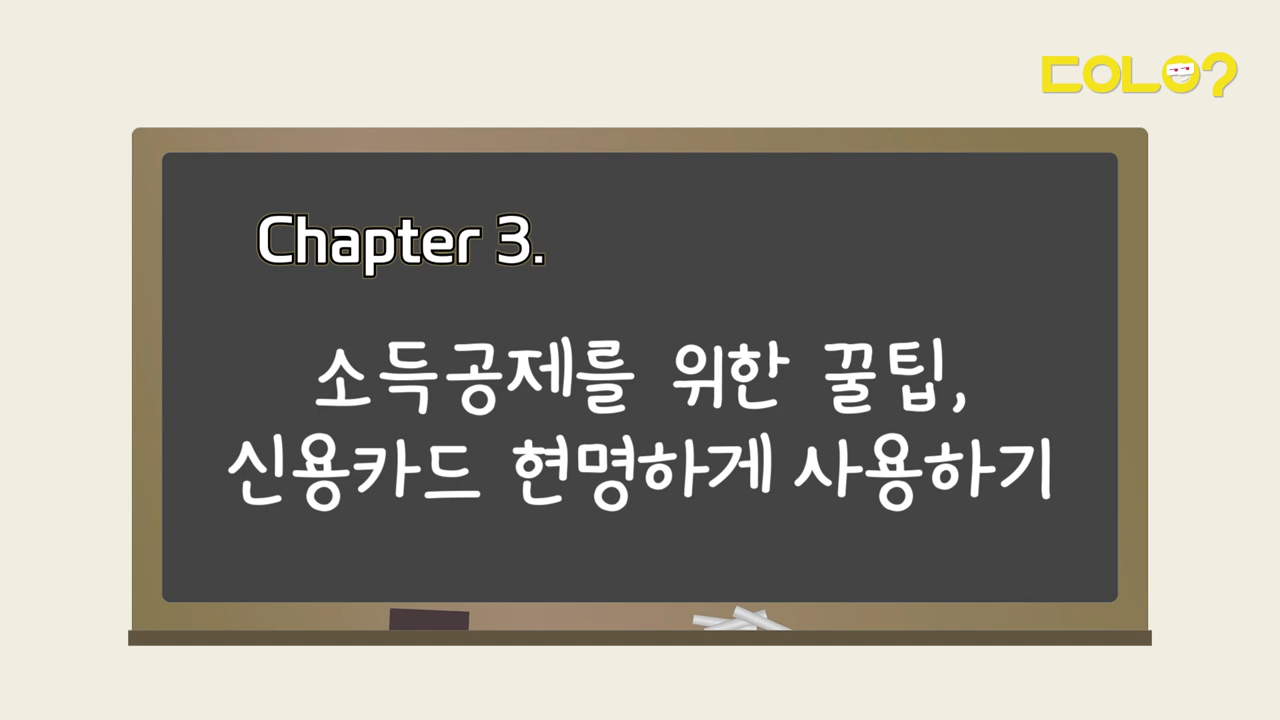 Chapter 3.
소득공제를 위한 꿀팁,
신용카드 현명하게 사용하기